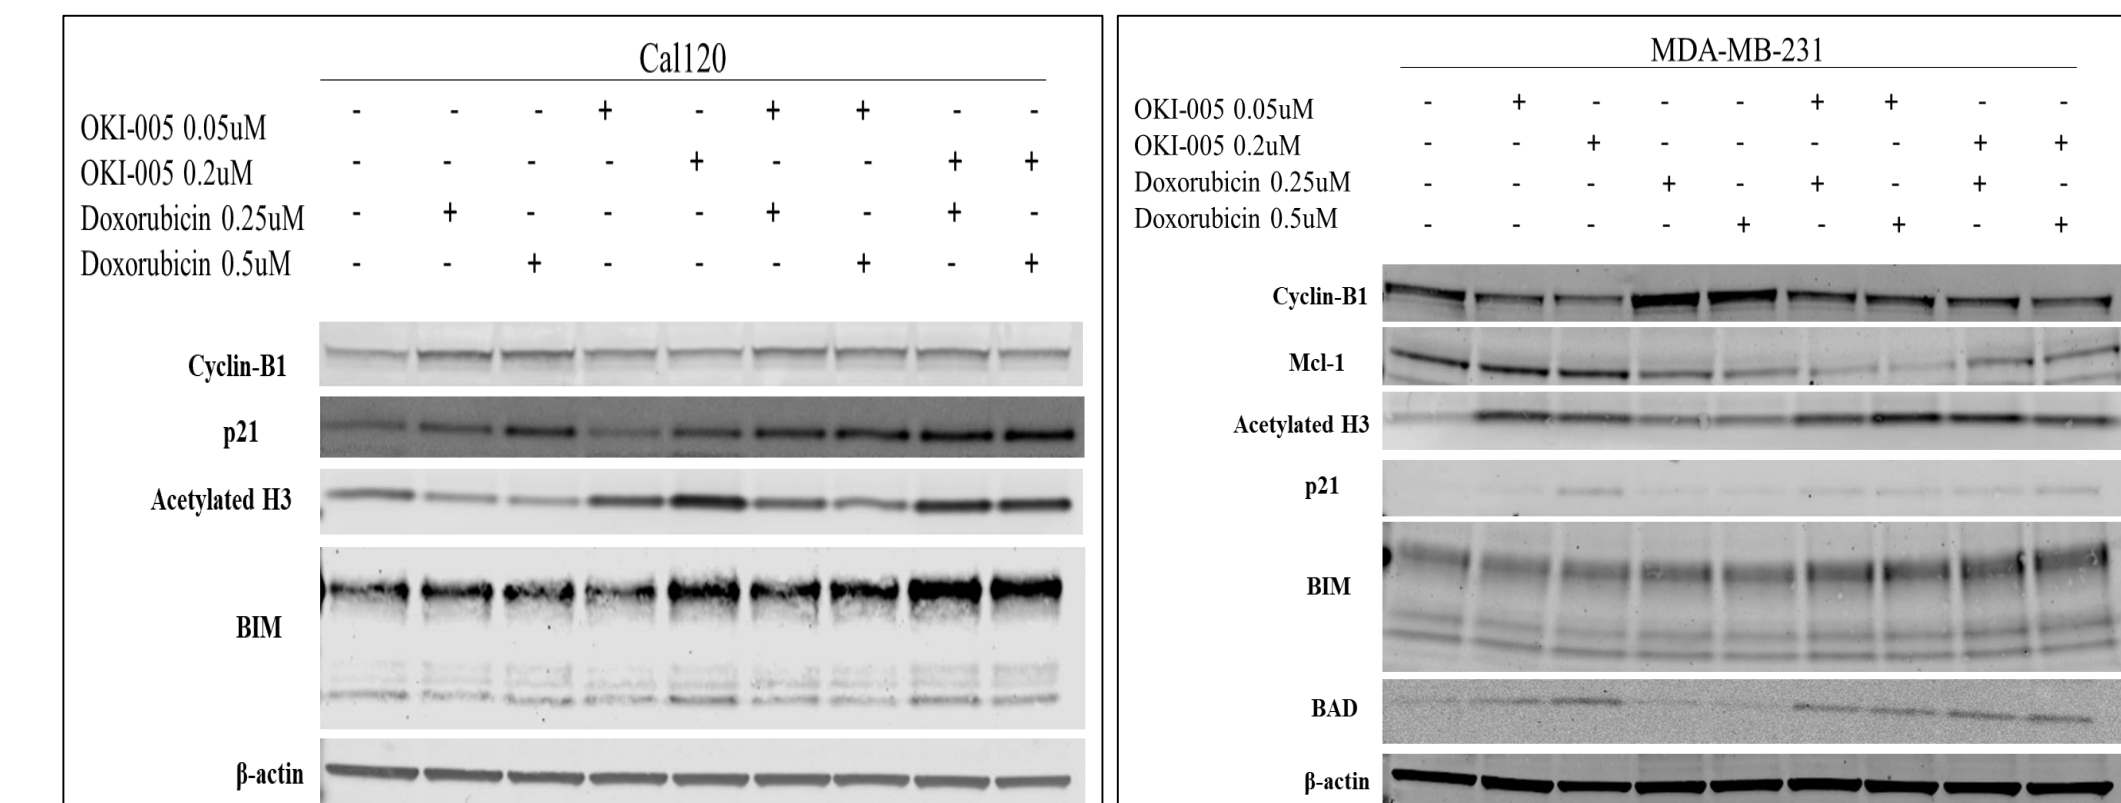 Cal120
OKI-005 0.05uM - - - + - + + - -
OKI-005 0.2uM - - - - + - - + +
Doxorubicin 0.25uM - + - - - + - + -
Doxorubicin 0.5uM - - + - - - + - +
Cyclin-B1
p21
Acetylated H3
BIM
β-actin
MDA-MB-231
OKI-005 0.05uM - + - - - + + - -
OKI-005 0.2uM - - + - - - - + +
Doxorubicin 0.25uM - - - + - + - + -
Doxorubicin 0.5uM - - - - + - + - +
Cyclin-B1
Mcl-1
Acetylated H3
p21
BIM
BAD
β-actin